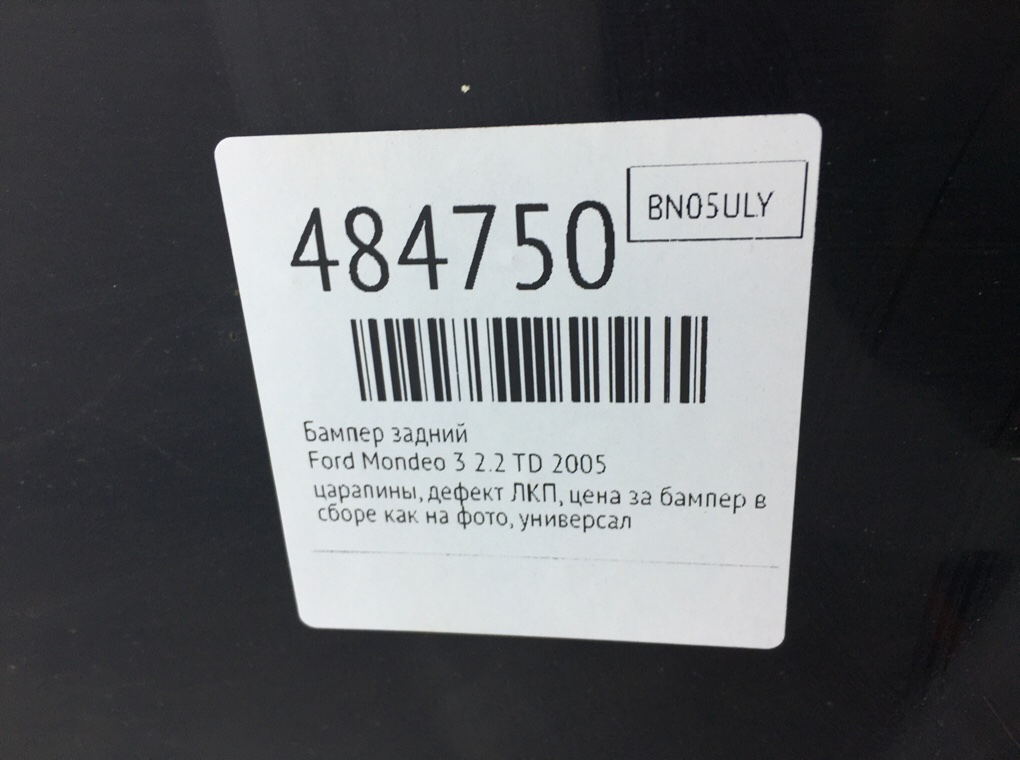 BN05ULY
484750
Бампер задний
Ford Mondeo 3 2.2 TD 2005
царапины, дефект ЛКП, цена за бампер в
сборе как на фото, универсал